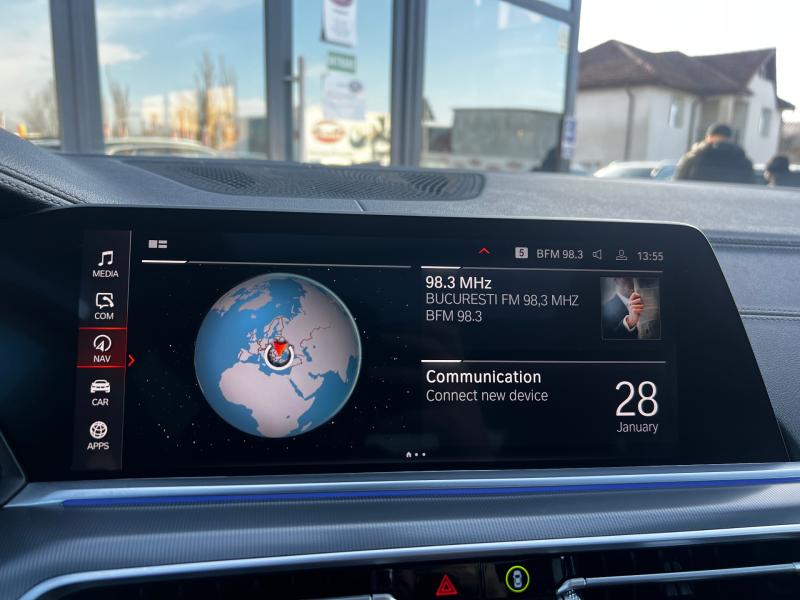 5 BFM 98.3 13:55
MEDIA
COM
NAV
CAR
APPS
98.3 MHz
BUCURESTI FM 98,3 MHZ
BFM 98.3
Communication
Connect new device
28
January